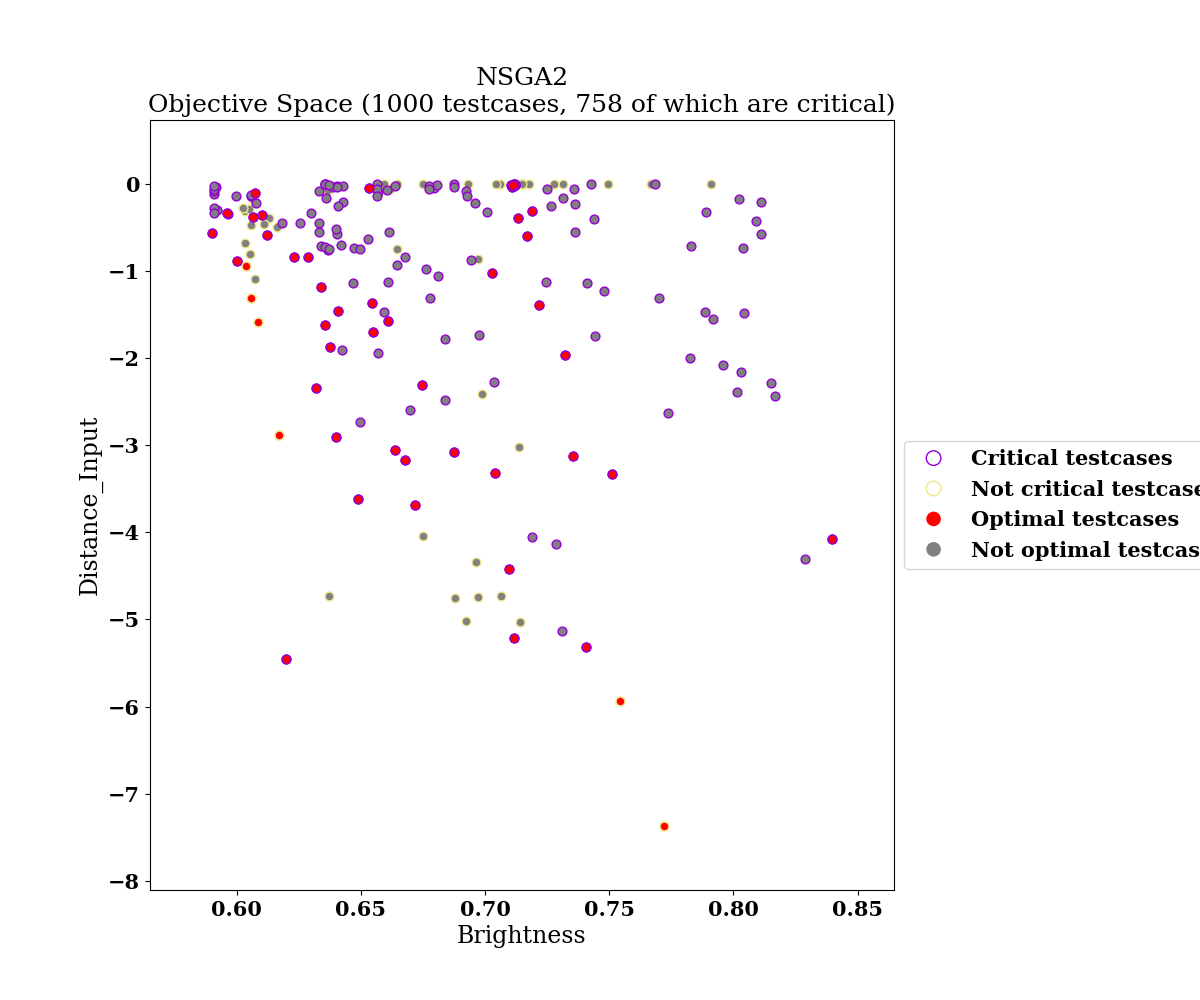 NSGA2
Objective Space (1000 testcases, 758 of which are critical)
Distance_Input
0
−1
−2
−3
−4
−5
−6
−7
−8
0.60 0.65 0.70 0.75 0.80 0.85
Brightness
Critical testcases
Not critical testcase
Optimal testcases
Not optimal testcas